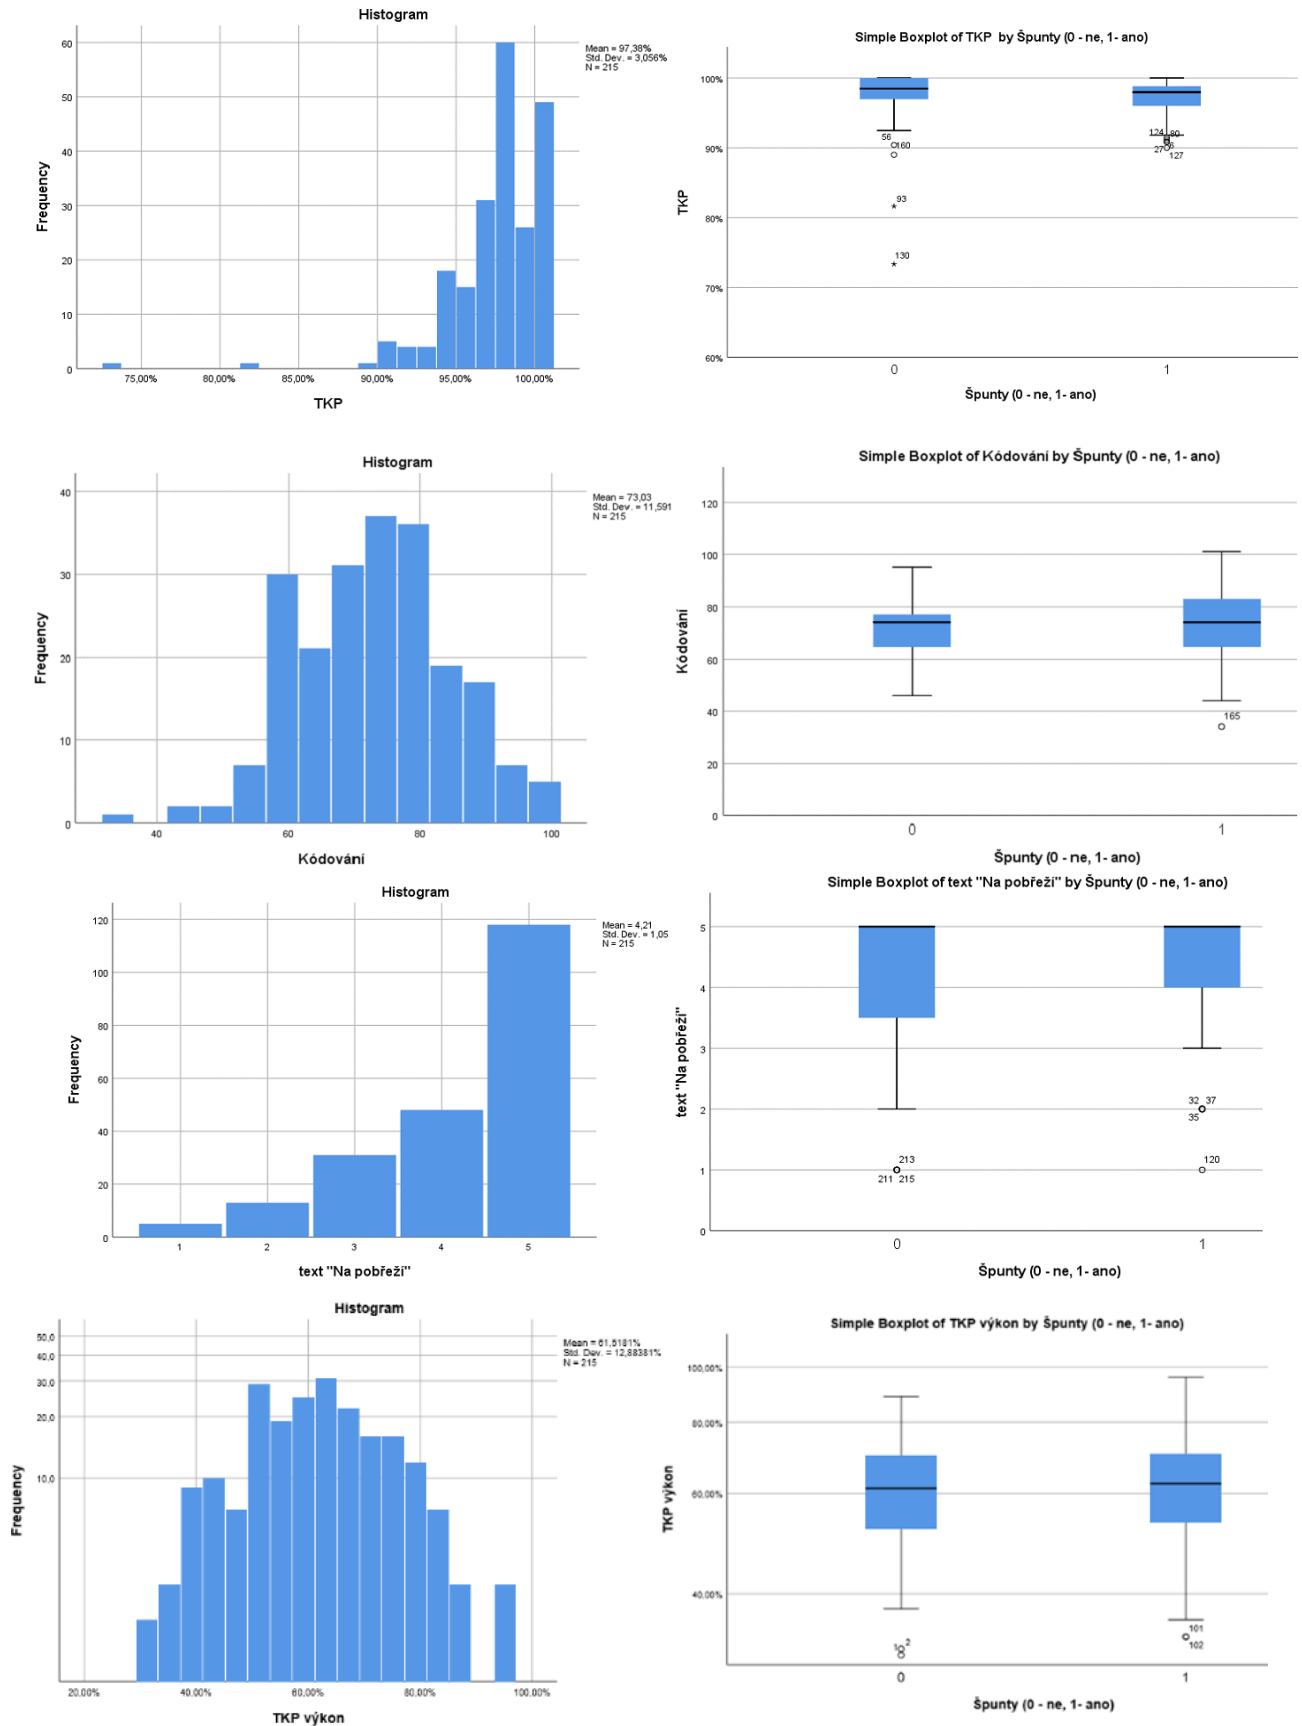 Histogram
Mean = 97,38%
Std. Dev. = 3,056%
N = 215
60
50
40
30
20
10
0
Frequency
75,00% 80,00% 85,00% 90,00% 95,00% 100,00%
TKP
Simple Boxplot of TKP by Špunty (0 - ne, 1- ano)
100%
90%
80%
70%
60%
TKP
56
160
93
130
124 80
27 6
127
0 1
Špunty (0 - ne, 1- ano)
Histogram
Mean = 73,03
Std. Dev. = 11,591
N = 215
40
30
20
10
0
Frequency
40 60 80 100
Kódování
Simple Boxplot of Kódování by Špunty (0 - ne, 1- ano)
120
100
80
60
40
20
0
Kódování
165
0 1
Špunty (0 - ne, 1- ano)
Histogram
Mean = 4,21
Std. Dev. = 1,05
N = 215
120
100
80
60
40
20
0
Frequency
1 2 3 4 5
text "Na pobřeží"
Simple Boxplot of text "Na pobřeží" by Špunty (0 - ne, 1- ano)
5
4
3
2
1
0
text "Na pobřeží"
213
211 215
32 37
35
120
0 1
Špunty (0 - ne, 1- ano)
Histogram
Mean = 61,5181%
Std. Dev. = 12,88381%
N = 215
50,0
40,0
30,0
20,0
10,0
Frequency
20,00% 40,00% 60,00% 80,00% 100,00%
TKP výkon
Simple Boxplot of TKP výkon by Špunty (0 - ne, 1- ano)
100,00%
80,00%
60,00%
40,00%
TKP výkon
1 2
101
102
0 1
Špunty (0 - ne, 1- ano)